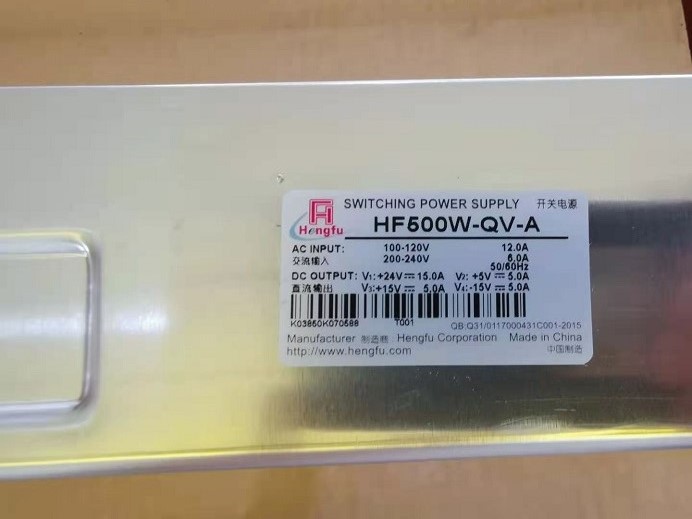 SWITCHING POWER SUPPLY 开关电源
Hengfu
HF500W-QV-A
AC INPUT: 100-120V 12.0A
交流输入 200-240V 6.0A
50/60Hz
DC OUTPUT: V1:+24V⎓15.0A V2: +5V⎓5.0A
直流输出 V3:+15V⎓5.0A V4:-15V⎓5.0A
K03850K070588 T001
QB:Q31/0117000431C001-2015
Manufacturer 制造商: Hengfu Corporation Made in China
http://www.hengfu.com 中国制造